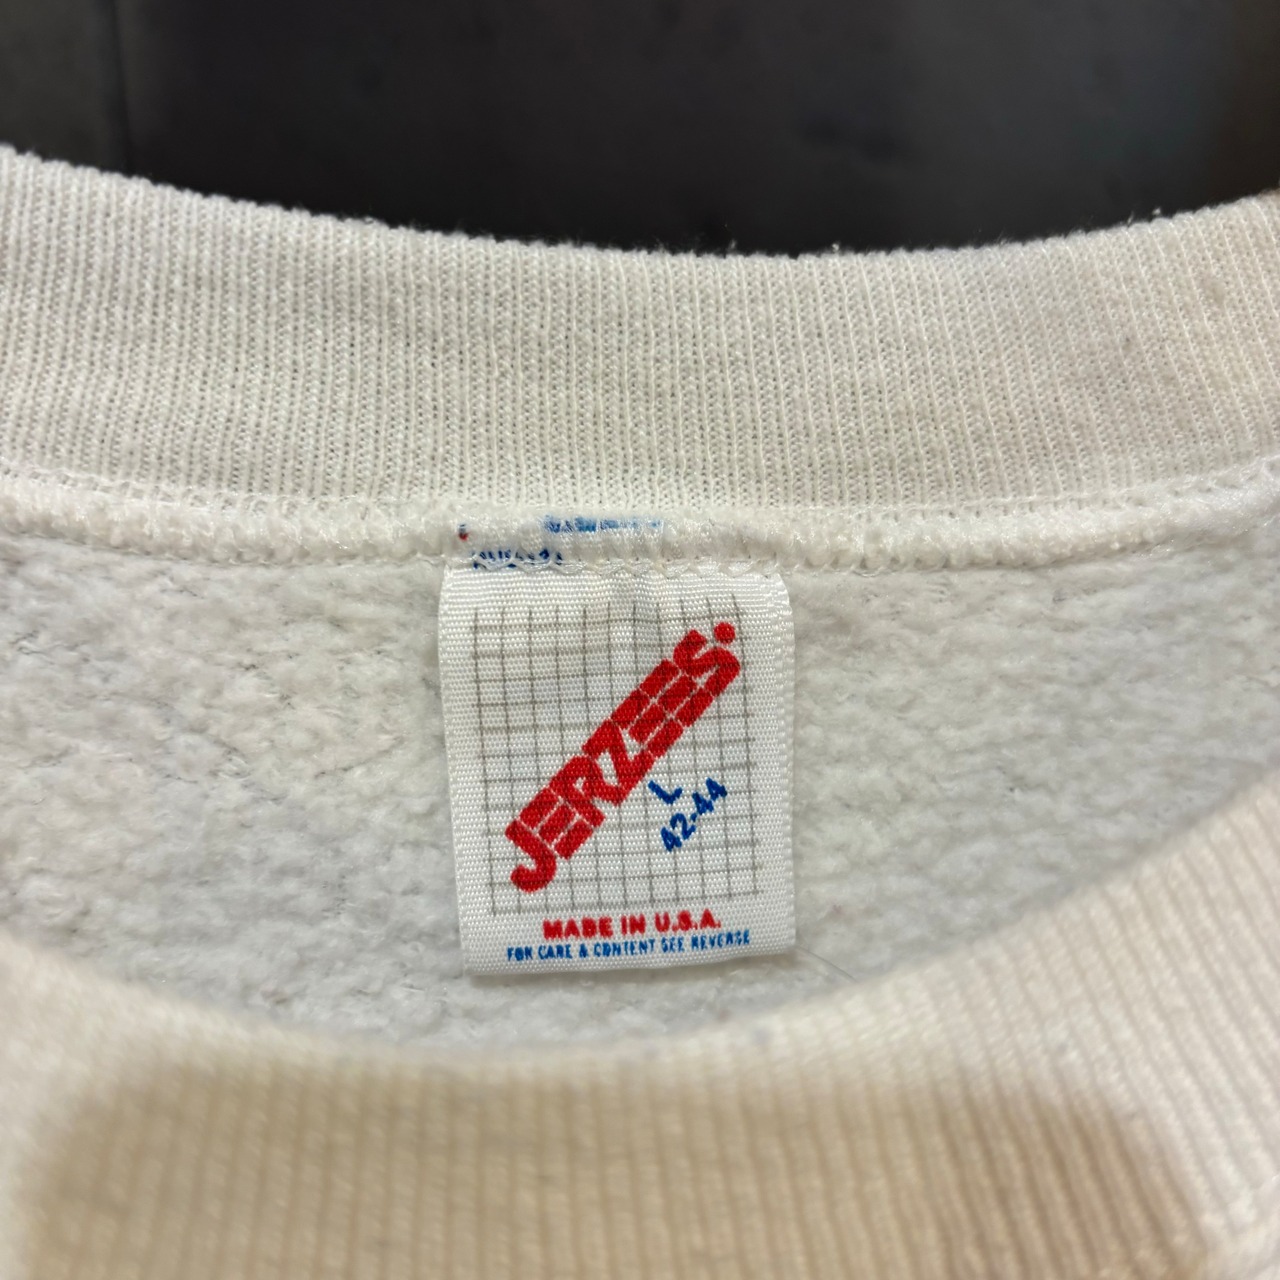 JERZEES.
L
42-44
MADE IN U.S.A.
FOR CARE & CONTENT SEE REVERSE